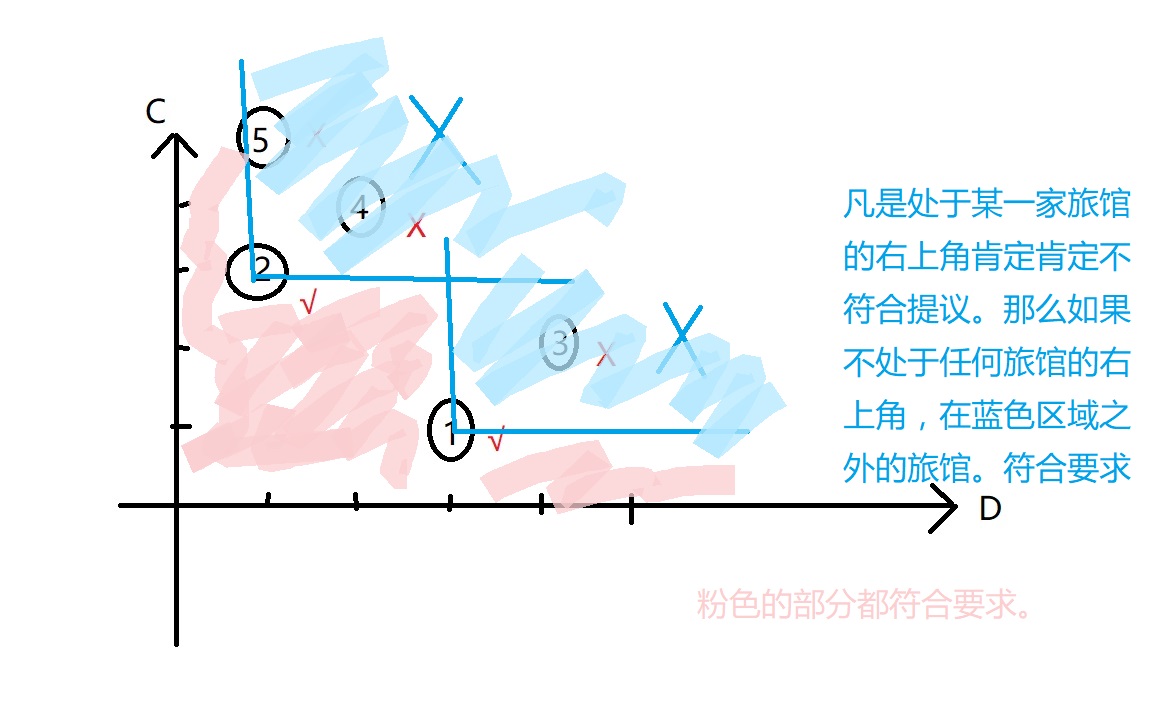 C
5
x
4
X
2
√
3
X
1
√
D
凡是处于某一家旅馆
的右上角肯定肯定不
符合提议。那么如果
不处于任何旅馆的右
上角，在蓝色区域之
外的旅馆。符合要求
粉色的部分都符合要求。